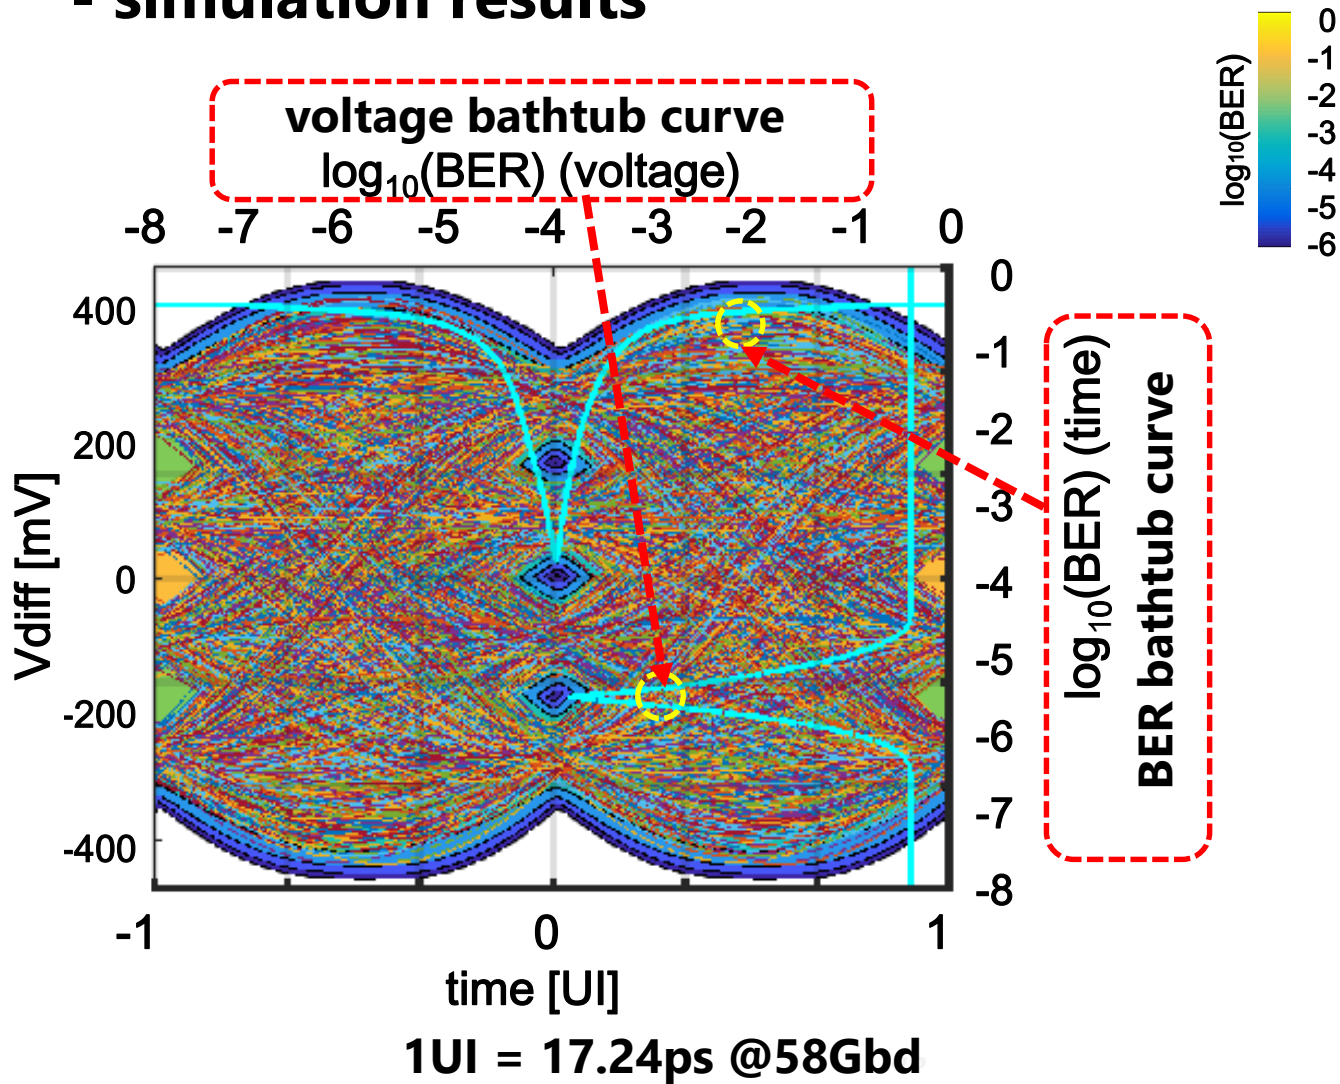 - simulation results
voltage bathtub curve
log10(BER) (voltage)
-8 -7 -6 -5 -4 -3 -2 -1 0
400
200
0
-200
-400
Vdiff [mV]
0
-1
-2
-3
-4
-5
-6
-7
-8
log10(BER) (time)
BER bathtub curve
log10(BER)
0
-1
-2
-3
-4
-5
-6
-1 0 1
time [UI]
1UI = 17.24ps @58Gbd